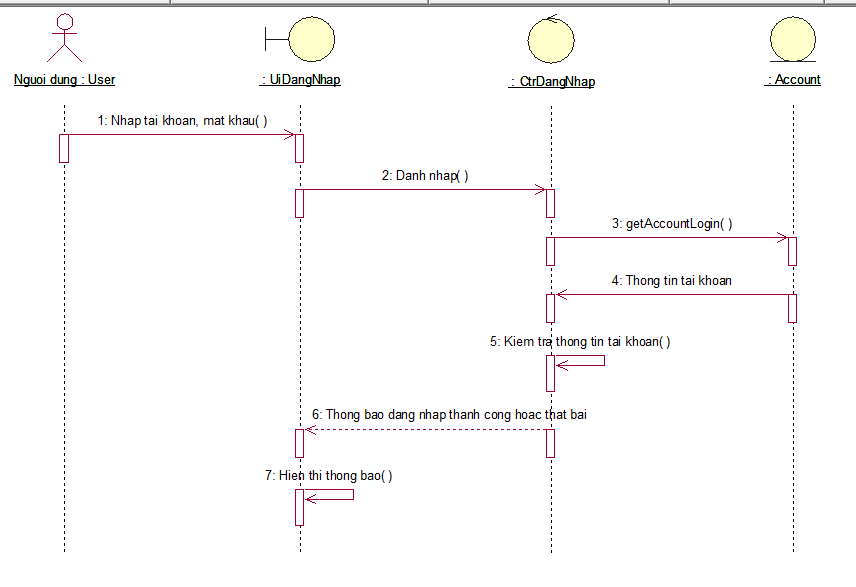 Nguoi dung : User
: UiDangNhap
: CtrDangNhap
: Account
1: Nhap tai khoan, mat khau( )
2: Danh nhap( )
3: getAccountLogin( )
4: Thong tin tai khoan
5: Kiem tra thong tin tai khoan( )
6: Thong bao dang nhap thanh cong hoac that bai
7: Hien thi thong bao( )